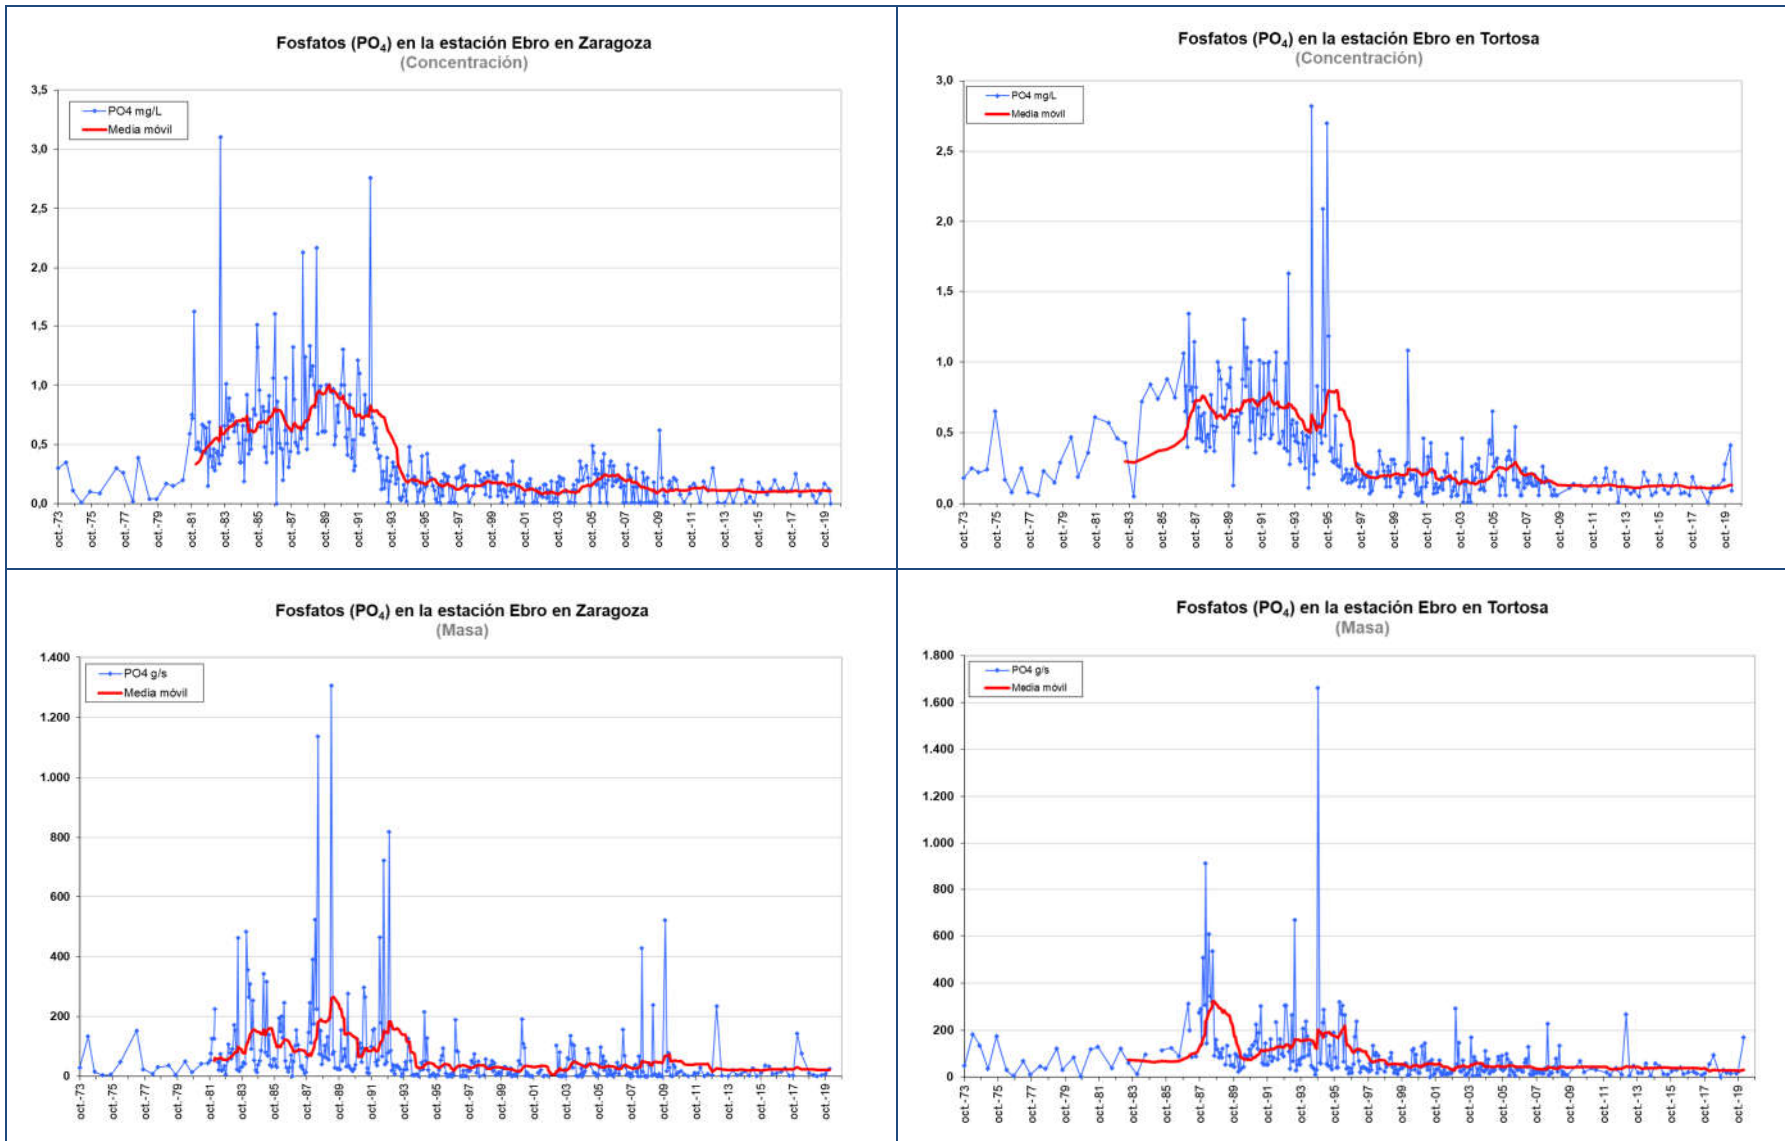 Fosfatos (PO₄) en la estación Ebro en Zaragoza
(Concentración)
3,5
3,0
2,5
2,0
1,5
1,0
0,5
0,0
PO4 mg/L
Media móvil
oct.-73 oct.-75 oct.-77 oct.-79 oct.-81 oct.-83 oct.-85 oct.-87 oct.-89 oct.-91 oct.-93 oct.-95 oct.-97 oct.-99 oct.-01 oct.-03 oct.-05 oct.-07 oct.-09 oct.-11 oct.-13 oct.-15 oct.-17 oct.-19
Fosfatos (PO₄) en la estación Ebro en Tortosa
(Concentración)
3,0
2,5
2,0
1,5
1,0
0,5
0,0
PO4 mg/L
Media móvil
oct.-73 oct.-75 oct.-77 oct.-79 oct.-81 oct.-83 oct.-85 oct.-87 oct.-89 oct.-91 oct.-93 oct.-95 oct.-97 oct.-99 oct.-01 oct.-03 oct.-05 oct.-07 oct.-09 oct.-11 oct.-13 oct.-15 oct.-17 oct.-19
Fosfatos (PO₄) en la estación Ebro en Zaragoza
(Masa)
1.400
1.200
1.000
800
600
400
200
0
PO4 g/s
Media móvil
oct.-73 oct.-75 oct.-77 oct.-79 oct.-81 oct.-83 oct.-85 oct.-87 oct.-89 oct.-91 oct.-93 oct.-95 oct.-97 oct.-99 oct.-01 oct.-03 oct.-05 oct.-07 oct.-09 oct.-11 oct.-13 oct.-15 oct.-17 oct.-19
Fosfatos (PO₄) en la estación Ebro en Tortosa
(Masa)
1.800
1.600
1.400
1.200
1.000
800
600
400
200
0
PO4 g/s
Media móvil
oct.-73 oct.-75 oct.-77 oct.-79 oct.-81 oct.-83 oct.-85 oct.-87 oct.-89 oct.-91 oct.-93 oct.-95 oct.-97 oct.-99 oct.-01 oct.-03 oct.-05 oct.-07 oct.-09 oct.-11 oct.-13 oct.-15 oct.-17 oct.-19